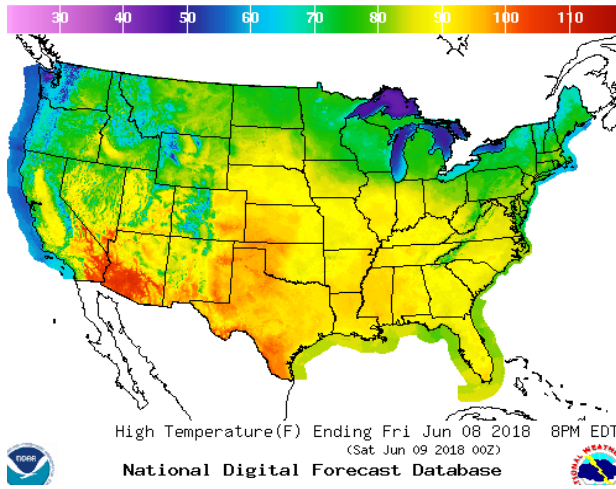 30 40 50 60 70 80 90 100 110
High Temperature(F) Ending Fri Jun 08 2018 8PM EDT
(Sat Jun 09 2018 00Z)
National Digital Forecast Database
NOAA